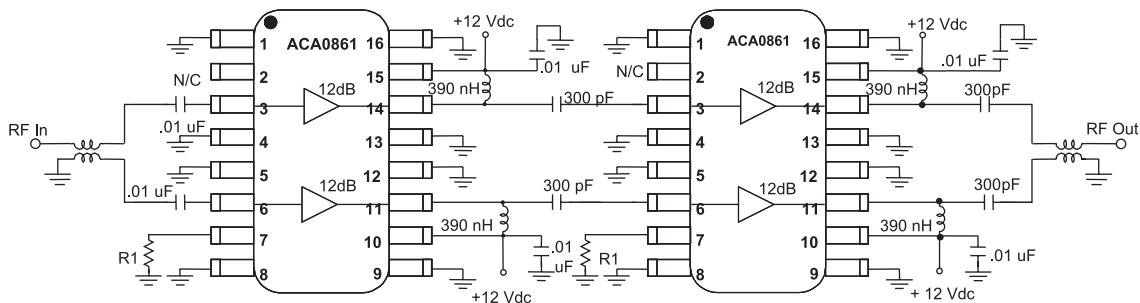 +12 Vdc
ACA0861
1
16
.01 uF
N/C
2
15
12dB
390 nH
3
14
300 pF
RF In
.01 uF
4
13
5
12
.01 uF
12dB
300 pF
6
11
390 nH
7
10
R1
.01
uF
8
9
+12 Vdc
+12 Vdc
ACA0861
1
16
.01 uF
N/C
2
15
12dB
390 nH
3
14
300pF
RF Out
4
13
5
12
12dB
300pF
6
11
390 nH
7
10
R1
.01 uF
8
9
+ 12 Vdc